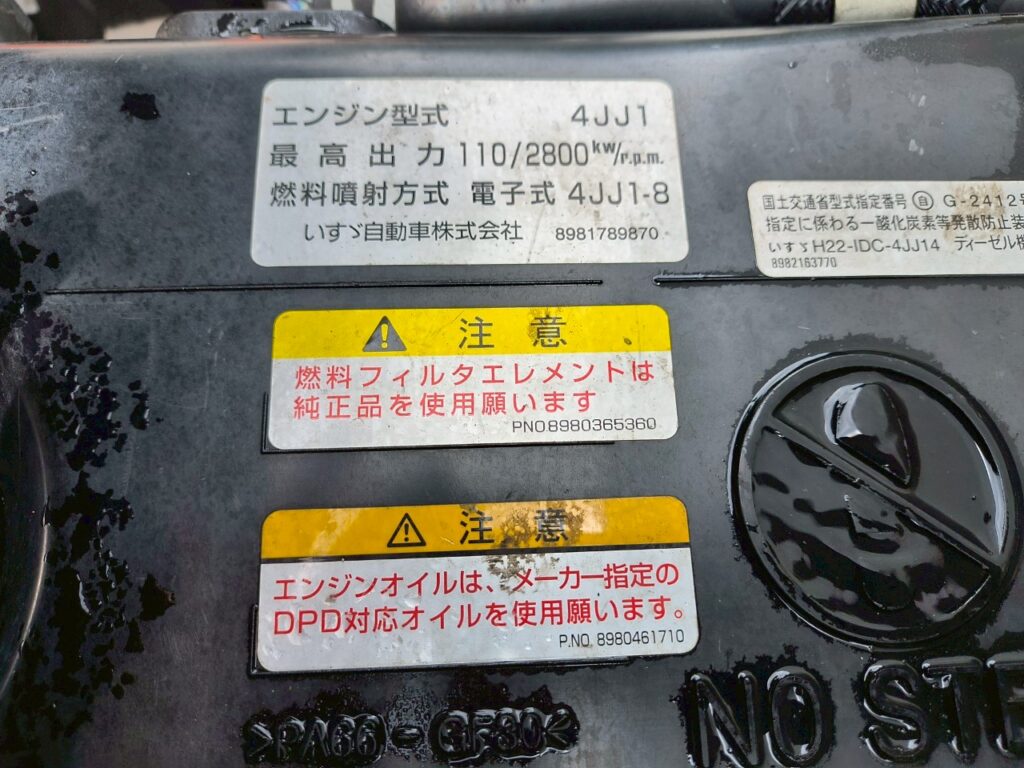 エンジン型式 4JJ1
最高出力 110/2800kw/r.p.m.
燃料噴射方式 電子式 4JJ1-8
いすゞ自動車株式会社 8981789870
国土交通省型式指定番号 自 G-2412
指定に係わる一酸化炭素等発散防止装
いすゞH22-IDC-4JJ14 ディーゼル
8982163770
⚠ 注意
燃料フィルタエレメントは
純正品を使用願います
PNO.8980365360
⚠ 注意
エンジンオイルは、メーカー指定の
DPD対応オイルを使用願います。
P.NO. 8980461710
NO STE
>PA66-GF30<